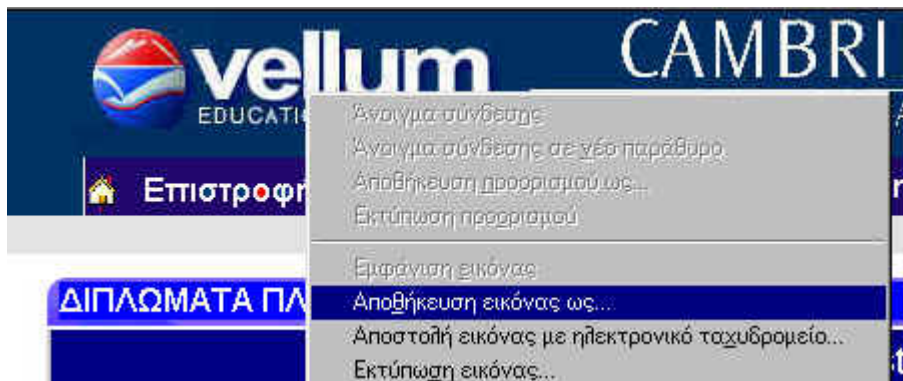 vellum CAMBRI
EDUCATI
Επιστροφή
Άνοιγμα σύνδεσης
Άνοιγμα σύνδεσης σε νέο παράθυρο
Αποθήκευση προορισμού ως...
Εκτύπωση προορισμού
Εμφάνιση εικόνας
ΔΙΠΛΩΜΑΤΑ ΠΛ
Αποθήκευση εικόνας ως...
Αποστολή εικόνας με ηλεκτρονικό ταχυδρομείο...
Εκτύπωση εικόνας...